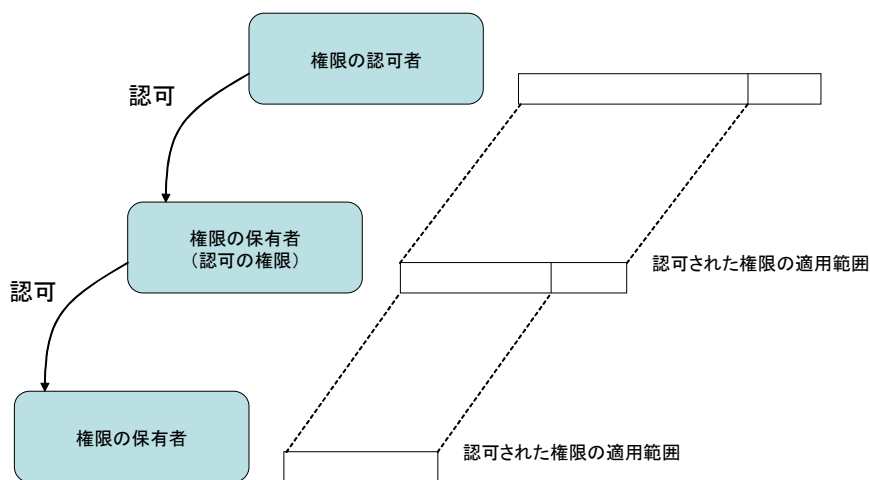 権限の認可者
認可
権限の保有者
（認可の権限）
認可された権限の適用範囲
認可
権限の保有者
認可された権限の適用範囲